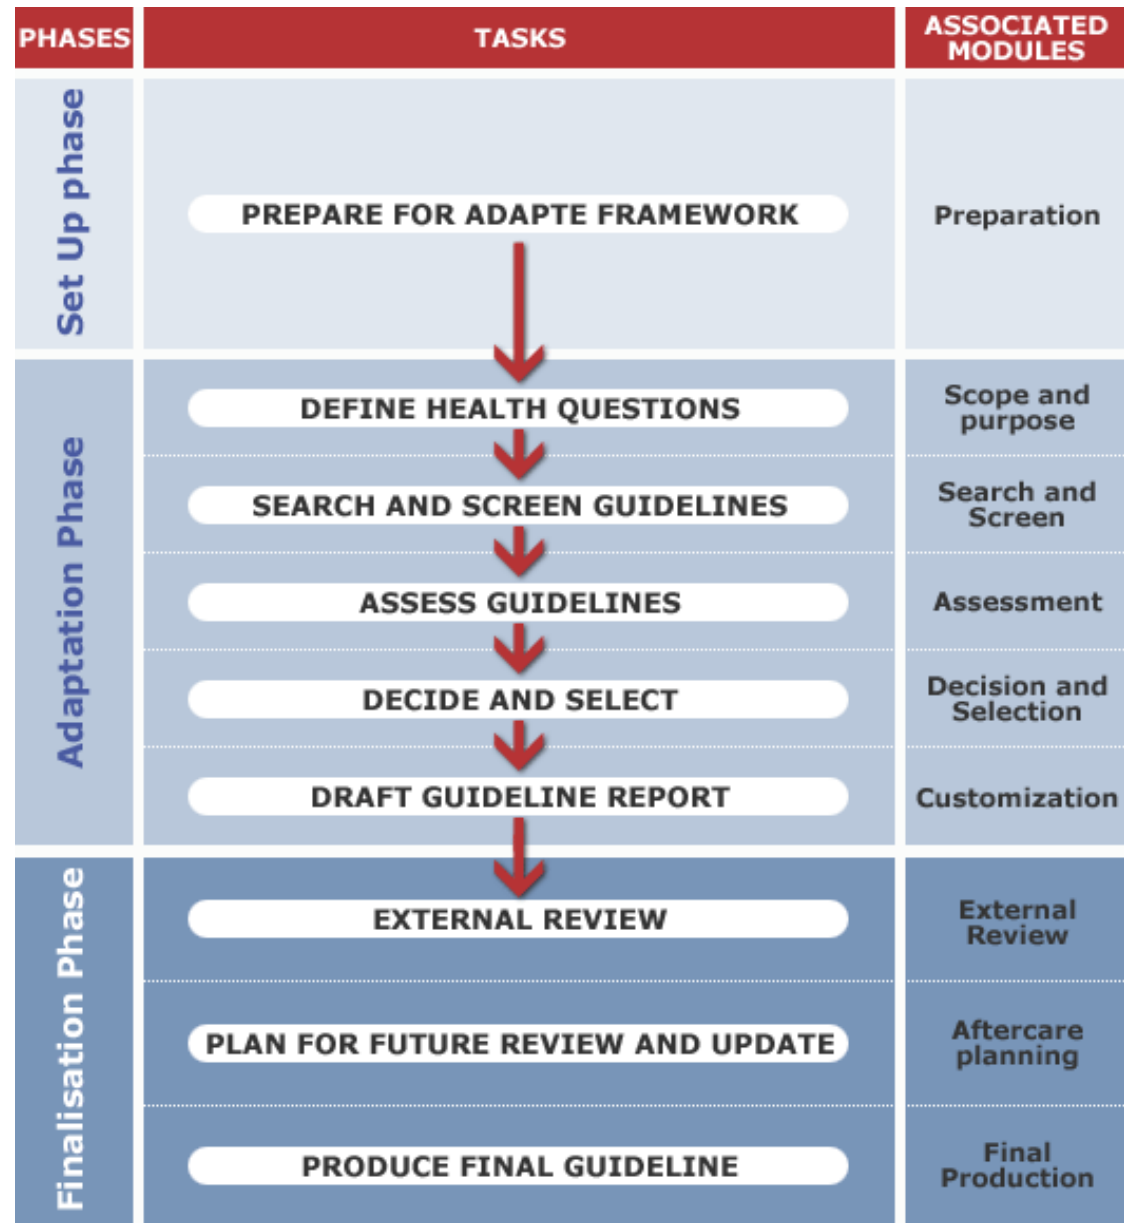 PHASES
TASKS
ASSOCIATED
MODULES
Set Up phase
PREPARE FOR ADAPTE FRAMEWORK
Preparation
Adaptation Phase
DEFINE HEALTH QUESTIONS
Scope and
purpose
SEARCH AND SCREEN GUIDELINES
Search and
Screen
ASSESS GUIDELINES
Assessment
DECIDE AND SELECT
Decision and
Selection
DRAFT GUIDELINE REPORT
Customization
Finalisation Phase
EXTERNAL REVIEW
External
Review
PLAN FOR FUTURE REVIEW AND UPDATE
Aftercare
planning
PRODUCE FINAL GUIDELINE
Final
Production